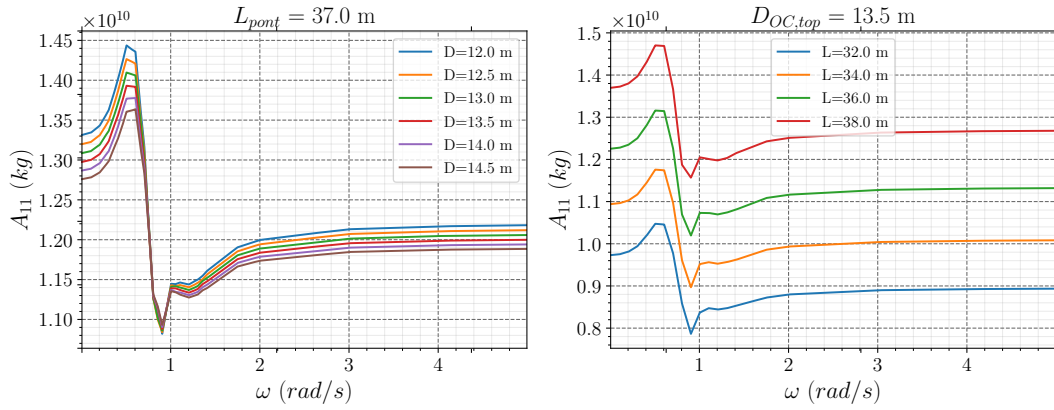 ×10¹⁰
L_pont = 37.0 m
1.45
1.40
1.35
1.30
1.25
1.20
1.15
1.10
A₁₁ (kg)
D=12.0 m
D=12.5 m
D=13.0 m
D=13.5 m
D=14.0 m
D=14.5 m
1
2
3
4
ω (rad/s)
×10¹⁰
D_OC,top = 13.5 m
1.5
1.4
1.3
1.2
1.1
1.0
0.9
0.8
A₁₁ (kg)
L=32.0 m
L=34.0 m
L=36.0 m
L=38.0 m
1
2
3
4
ω (rad/s)